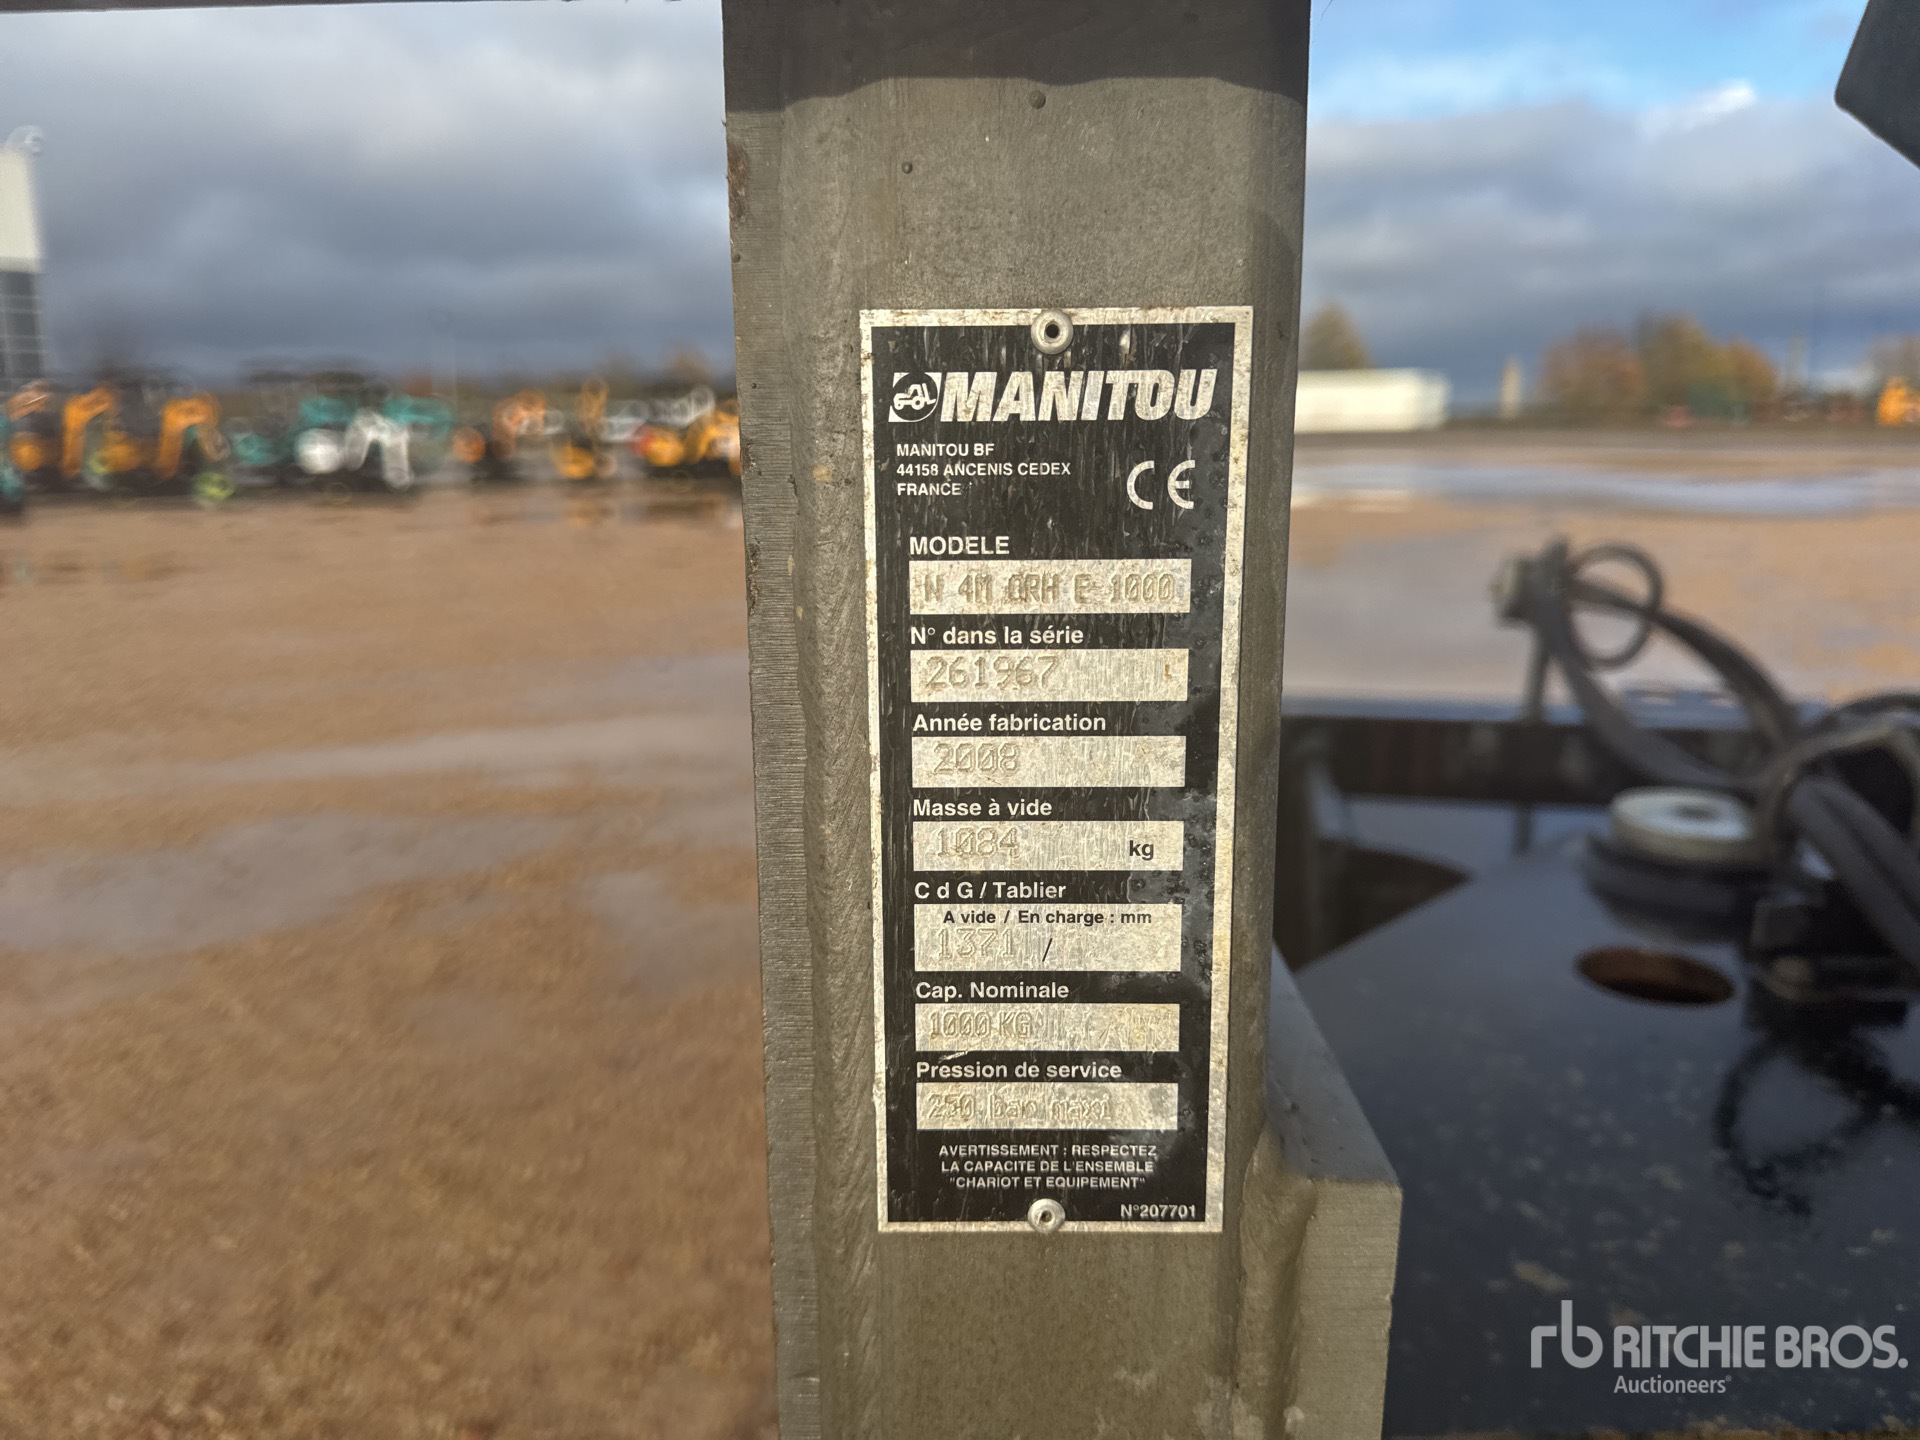 MANITOU
MANITOU BF
44158 ANCENIS CEDEX
FRANCE
CE
MODELE
N 4M ORH E 1000
N° dans la série
261967
Année fabrication
2008
Masse à vide
1084 kg
C d G / Tablier
A vide / En charge : mm
1371 /
Cap. Nominale
1000 KG
Pression de service
250 bar maxi
AVERTISSEMENT : RESPECTEZ
LA CAPACITE DE L'ENSEMBLE
"CHARIOT ET EQUIPEMENT"
N°207701
rb RITCHIE BROS.
Auctioneers